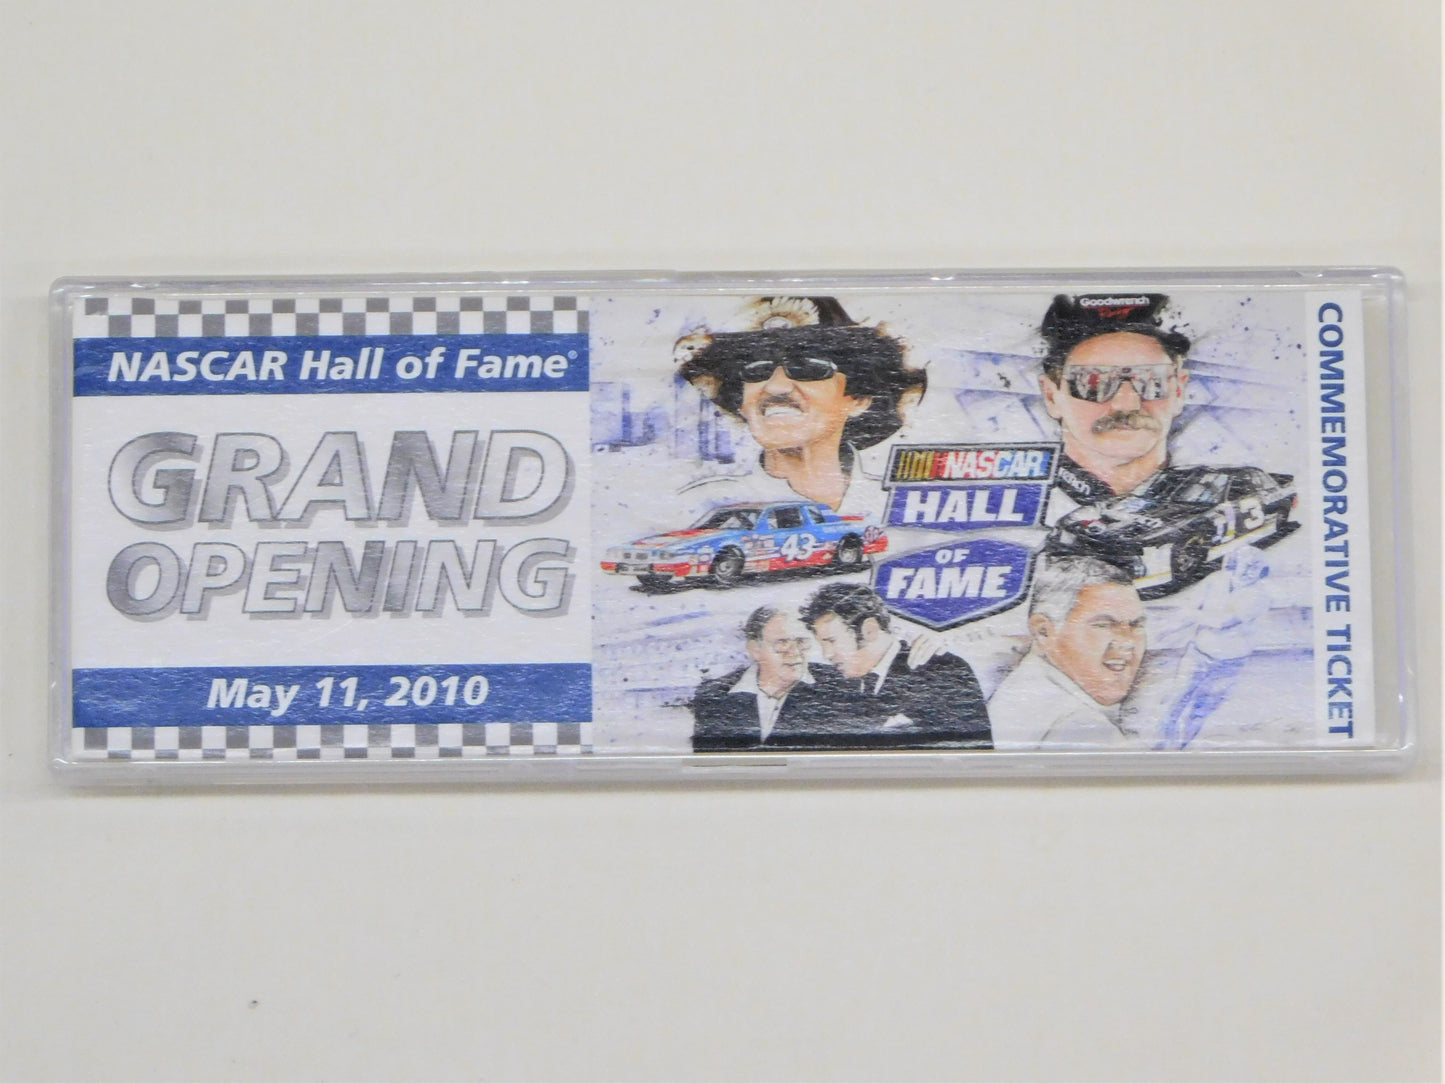 NASCAR Hall of Fame®
GRAND
OPENING
May 11, 2010
Goodwrench
NASCAR
HALL
OF
FAME
43
3
COMMEMORATIVE TICKET